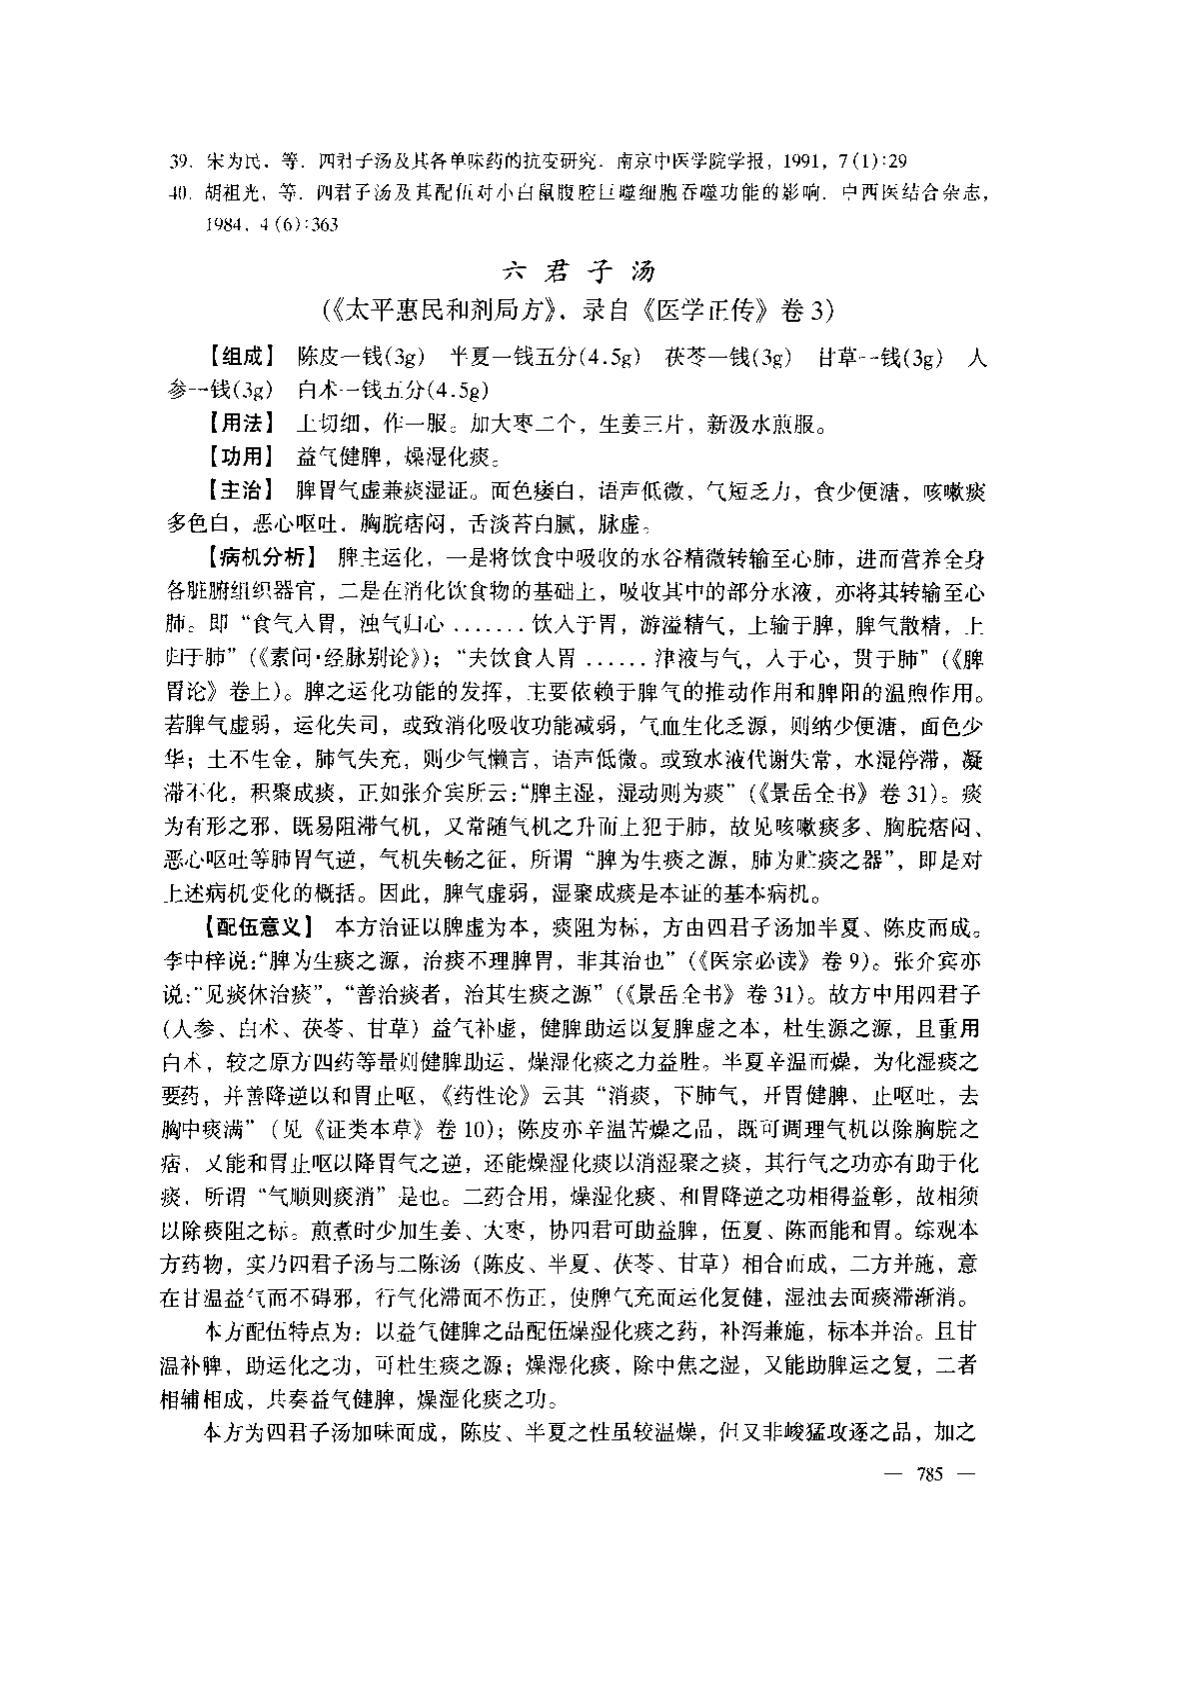 39. 宋为民, 等. 四君子汤及其各单味药的抗变研究. 南京中医学院学报, 1991, 7(1):29
40. 胡祖光, 等. 四君子汤及其配伍对小白鼠腹腔巨噬细胞吞噬功能的影响. 中西医结合杂志,
1984, 4(6):363
六 君 子 汤
(《太平惠民和剂局方》, 录自《医学正传》卷3)
【组成】 陈皮一钱(3g) 半夏一钱五分(4.5g) 茯苓一钱(3g) 甘草一钱(3g) 人
参一钱(3g) 白术一钱五分(4.5g)
【用法】 上切细，作一服。加大枣二个，生姜三片，新汲水煎服。
【功用】 益气健脾，燥湿化痰。
【主治】 脾胃气虚兼痰湿证。面色痿白，语声低微，气短乏力，食少便溏，咳嗽痰
多色白，恶心呕吐，胸脘痞闷，舌淡苔白腻，脉虚。
【病机分析】 脾主运化，一是将饮食中吸收的水谷精微转输至心肺，进而营养全身
各脏腑组织器官，二是在消化饮食物的基础上，吸收其中的部分水液，亦将其转输至心
肺。即“食气入胃，浊气归心.......饮入于胃，游溢精气，上输于脾，脾气散精，上
归于肺”(《素问·经脉别论》)；“夫饮食入胃......津液与气，入于心，贯于肺”(《脾
胃论》卷上)。脾之运化功能的发挥，主要依赖于脾气的推动作用和脾阳的温煦作用。
若脾气虚弱，运化失司，或致消化吸收功能减弱，气血生化乏源，则纳少便溏，面色少
华；土不生金，肺气失充，则少气懒言，语声低微。或致水液代谢失常，水湿停滞，凝
滞不化，积聚成痰，正如张介宾所云:“脾主湿，湿动则为痰”(《景岳全书》卷31)。痰
为有形之邪，既易阻滞气机，又常随气机之升而上犯于肺，故见咳嗽痰多、胸脘痞闷、
恶心呕吐等肺胃气逆，气机失畅之征，所谓“脾为生痰之源，肺为贮痰之器”，即是对
上述病机变化的概括。因此，脾气虚弱，湿聚成痰是本证的基本病机。
【配伍意义】 本方治证以脾虚为本，痰阻为标，方由四君子汤加半夏、陈皮而成。
李中梓说:“脾为生痰之源，治痰不理脾胃，非其治也”(《医宗必读》卷9)。张介宾亦
说:“见痰休治痰”，“善治痰者，治其生痰之源”(《景岳全书》卷31)。故方中用四君子
(人参、白术、茯苓、甘草)益气补虚，健脾助运以复脾虚之本，杜生源之源，且重用
白术，较之原方四药等量则健脾助运，燥湿化痰之力益胜。半夏辛温而燥，为化湿痰之
要药，并善降逆以和胃止呕，《药性论》云其“消痰，下肺气，开胃健脾，止呕吐，去
胸中痰满”(见《证类本草》卷10)；陈皮亦辛温苦燥之品，既可调理气机以除胸脘之
痞，又能和胃止呕以降胃气之逆，还能燥湿化痰以消湿聚之痰，其行气之功亦有助于化
痰，所谓“气顺则痰消”是也。二药合用，燥湿化痰、和胃降逆之功相得益彰，故相须
以除痰阻之标。煎煮时少加生姜、大枣，协四君可助益脾，伍夏、陈而能和胃。综观本
方药物，实乃四君子汤与二陈汤(陈皮、半夏、茯苓、甘草)相合而成，二方并施，意
在甘温益气而不碍邪，行气化滞而不伤正，使脾气充而运化复健，湿浊去而痰滞渐消。
本方配伍特点为：以益气健脾之品配伍燥湿化痰之药，补泻兼施，标本并治。且甘
温补脾，助运化之功，可杜生痰之源；燥湿化痰，除中焦之湿，又能助脾运之复，二者
相辅相成，共奏益气健脾，燥湿化痰之功。
本方为四君子汤加味而成，陈皮、半夏之性虽较温燥，但又非峻猛攻逐之品，加之
— 785 —